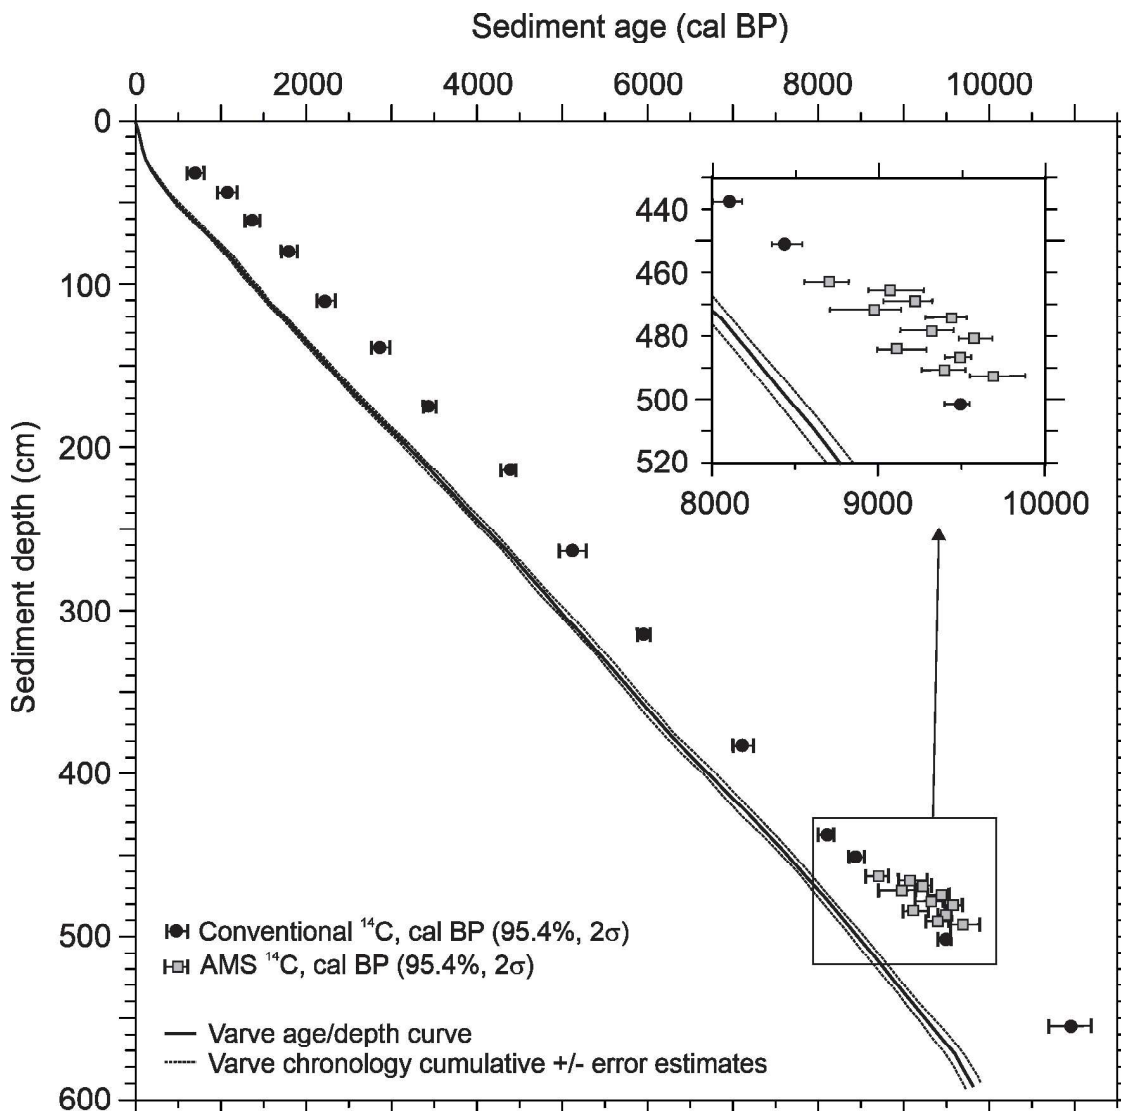 Sediment age (cal BP)
0 2000 4000 6000 8000 10000
Sediment depth (cm)
0
100
200
300
400
500
600
440
460
480
500
520
8000 9000 10000
Conventional ¹⁴C, cal BP (95.4%, 2σ)
AMS ¹⁴C, cal BP (95.4%, 2σ)
Varve age/depth curve
Varve chronology cumulative +/- error estimates